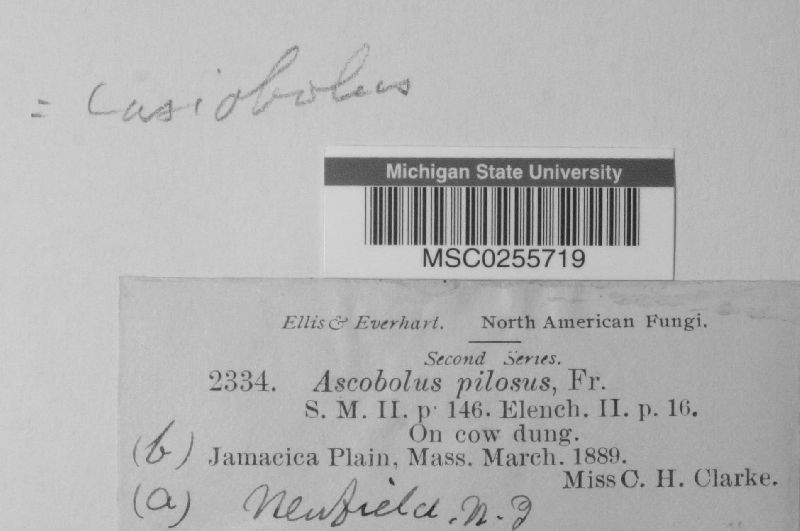 = Lasiobolus
Michigan State University
MSC0255719
Ellis & Everhart. North American Fungi.
Second Series.
2334. Ascobolus pilosus, Fr.
S. M. II. p. 146. Elench. II. p. 16.
On cow dung.
(b) Jamacica Plain, Mass. March. 1889.
Miss C. H. Clarke.
(a) Newfield, N. J